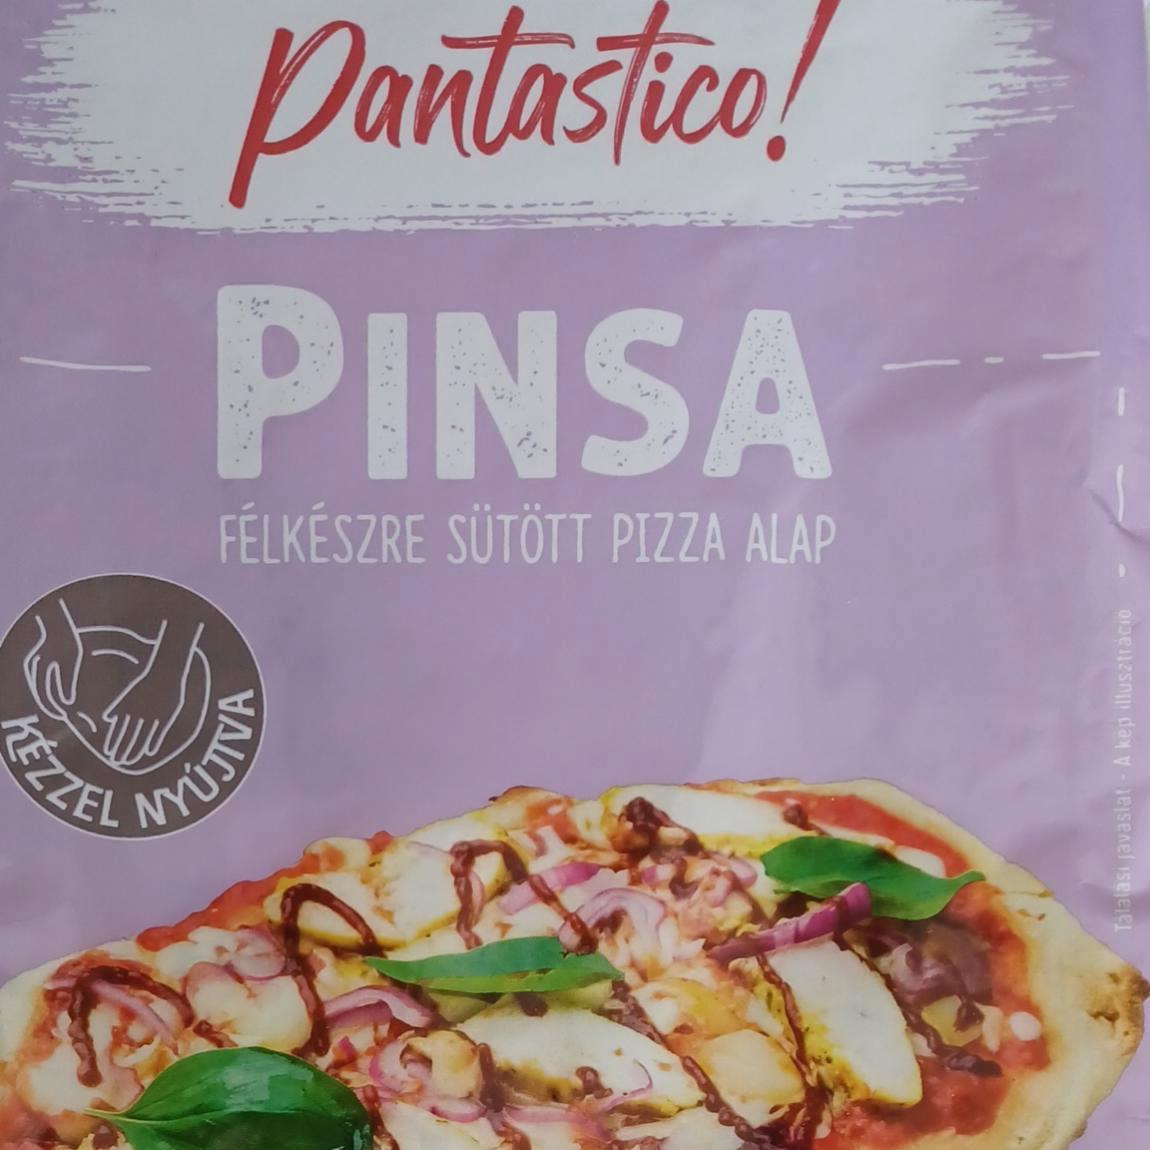 Pantastico!
PINSA
FÉLKÉSZRE SÜTÖTT PIZZA ALAP
KÉZZEL NYÚJTVA
Tálalási javaslat - A kép illusztráció